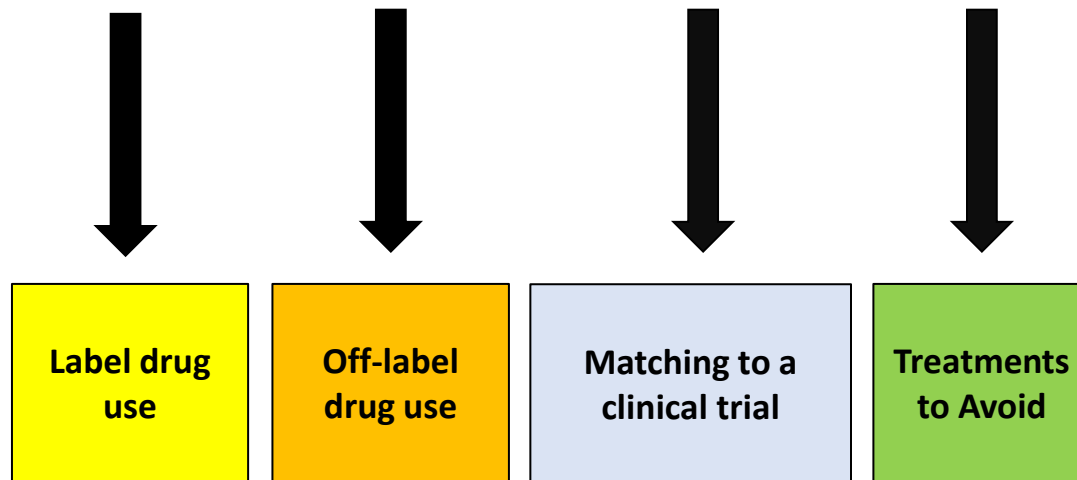 Label drug
use
Off-label
drug use
Matching to a
clinical trial
Treatments
to Avoid